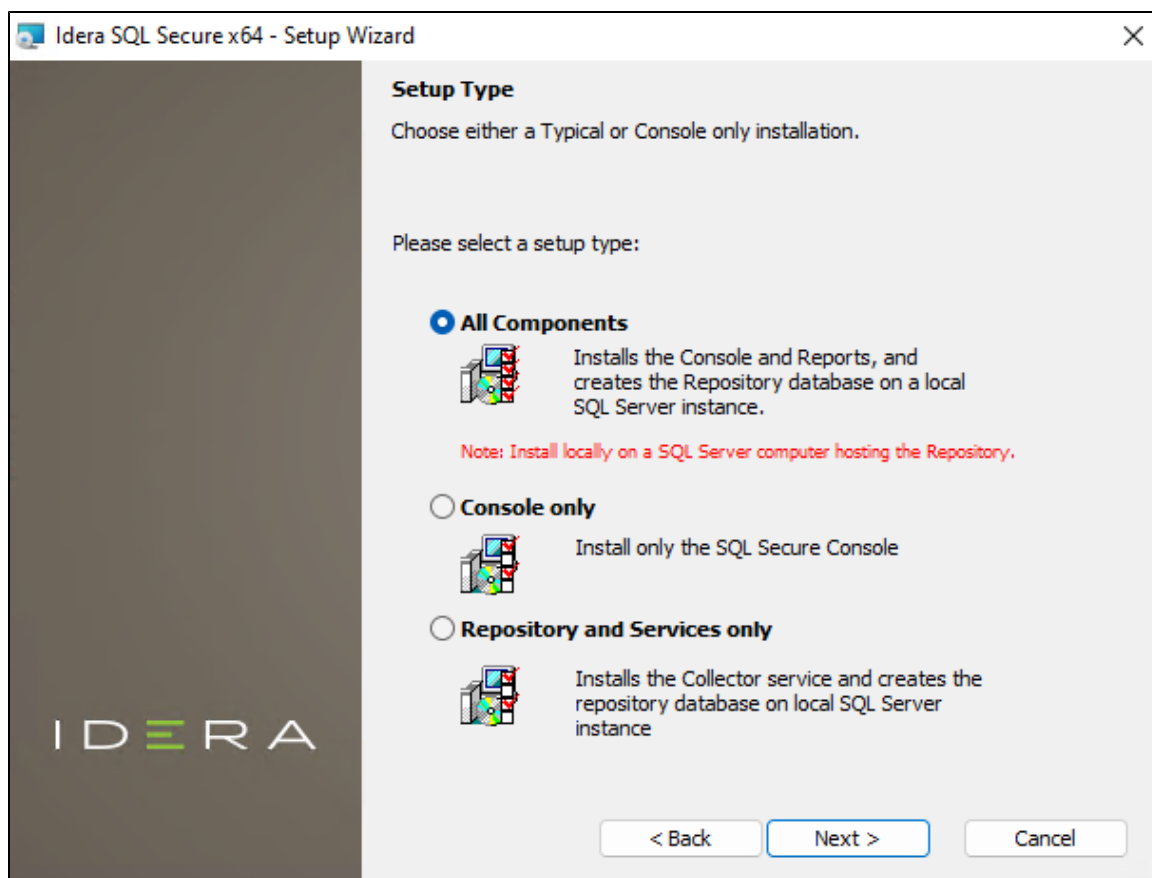 Idera SQL Secure x64 - Setup Wizard
Setup Type
Choose either a Typical or Console only installation.
Please select a setup type:
All Components
Installs the Console and Reports, and
creates the Repository database on a local
SQL Server instance.
Note: Install locally on a SQL Server computer hosting the Repository.
Console only
Install only the SQL Secure Console
Repository and Services only
Installs the Collector service and creates the
repository database on local SQL Server
instance
IDERA
< Back
Next >
Cancel